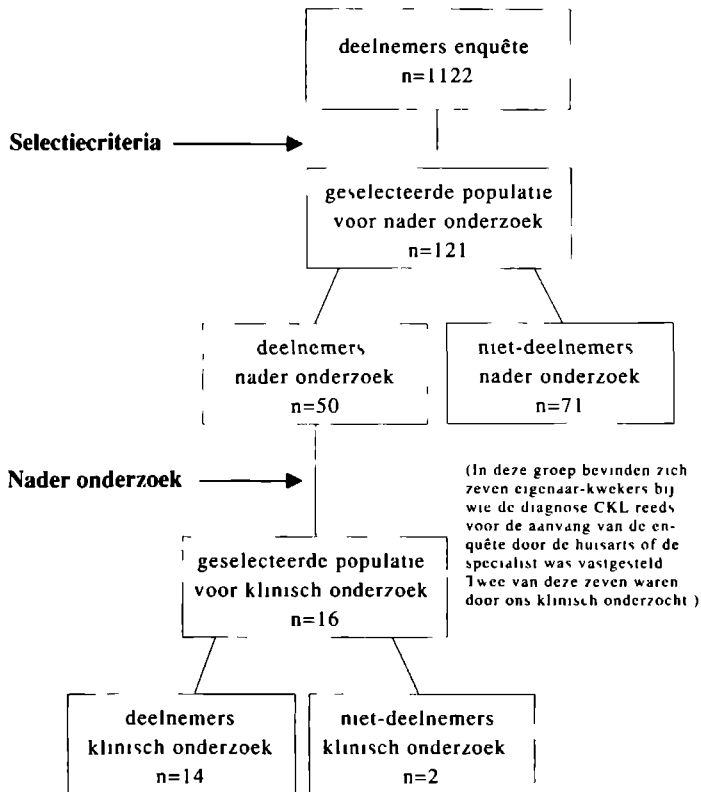 deelnemers enquête
n=1122
Selectiecriteria
geselecteerde populatie
voor nader onderzoek
n=121
deelnemers
nader onderzoek
n=50
niet-deelnemers
nader onderzoek
n=71
Nader onderzoek
(In deze groep bevinden zich
zeven eigenaar-kwekers bij
wie de diagnose CKL reeds
voor de aanvang van de en-
quête door de huisarts of de
specialist was vastgesteld
Twee van deze zeven waren
door ons klinisch onderzocht )
geselecteerde populatie
voor klinisch onderzoek
n=16
deelnemers
klinisch onderzoek
n=14
niet-deelnemers
klinisch onderzoek
n=2